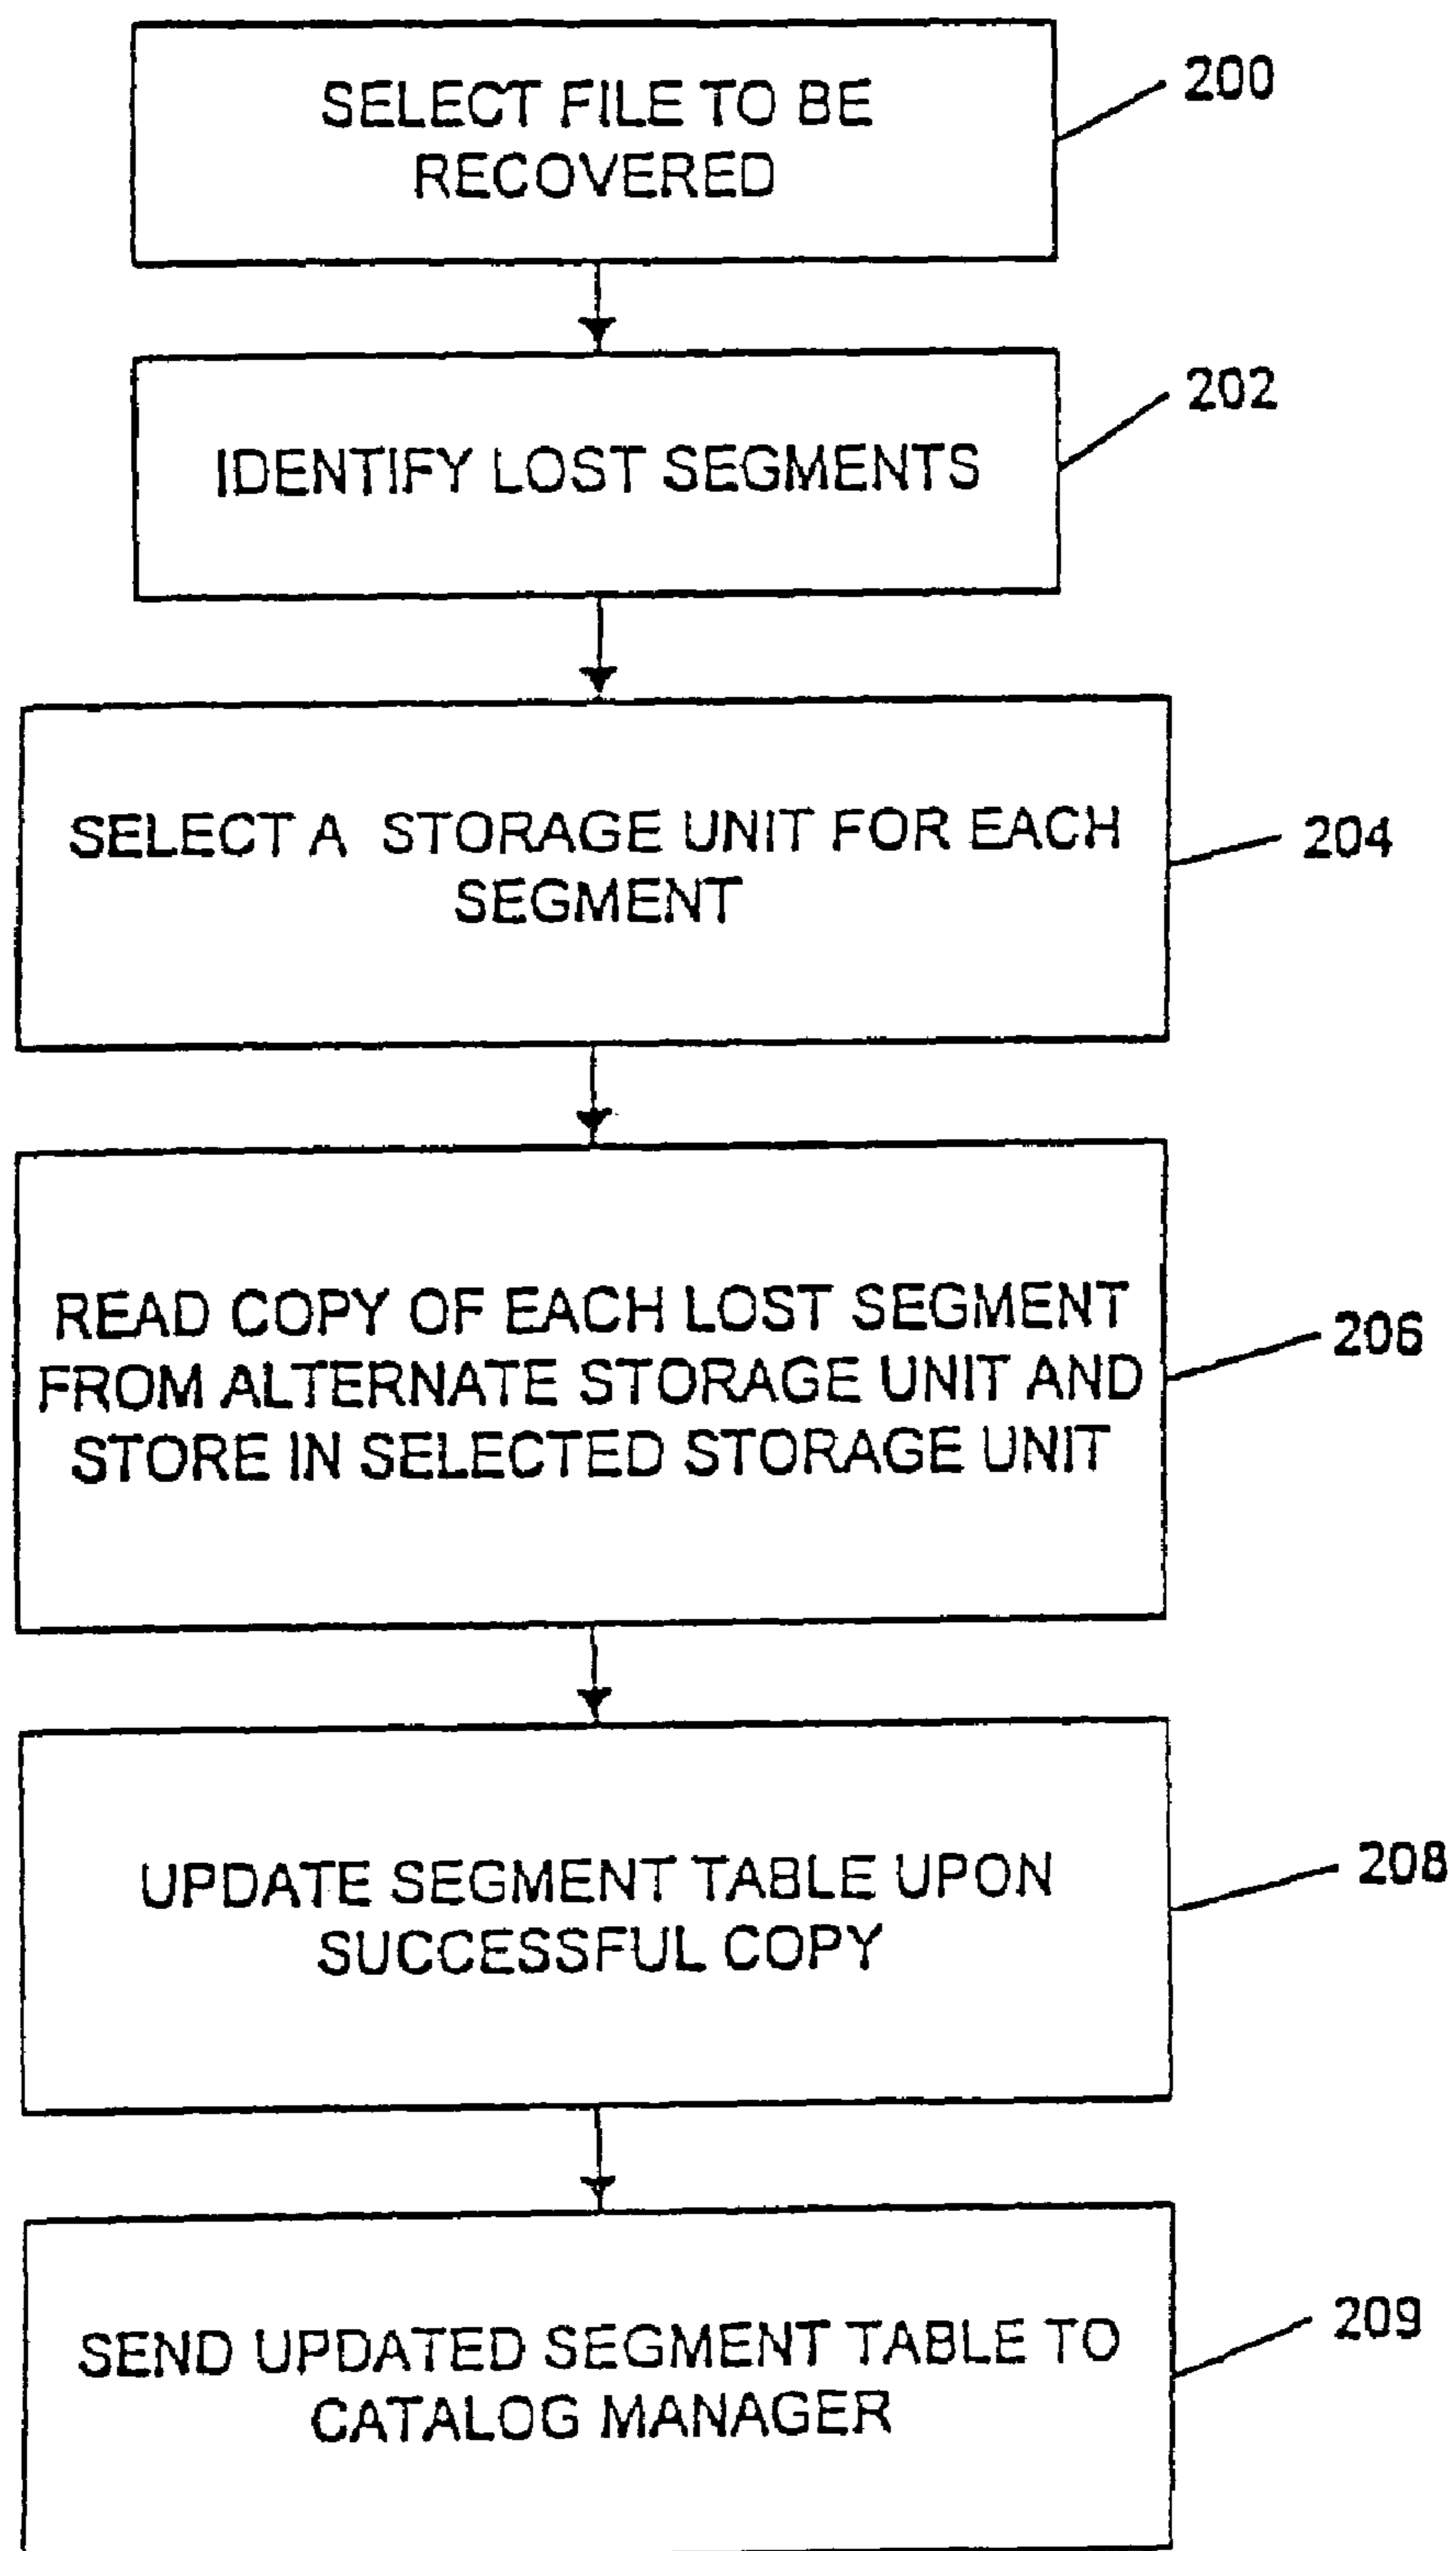 SELECT FILE TO BE
RECOVERED
200
IDENTIFY LOST SEGMENTS
202
SELECT A STORAGE UNIT FOR EACH
SEGMENT
204
READ COPY OF EACH LOST SEGMENT
FROM ALTERNATE STORAGE UNIT AND
STORE IN SELECTED STORAGE UNIT
206
UPDATE SEGMENT TABLE UPON
SUCCESSFUL COPY
208
SEND UPDATED SEGMENT TABLE TO
CATALOG MANAGER
209